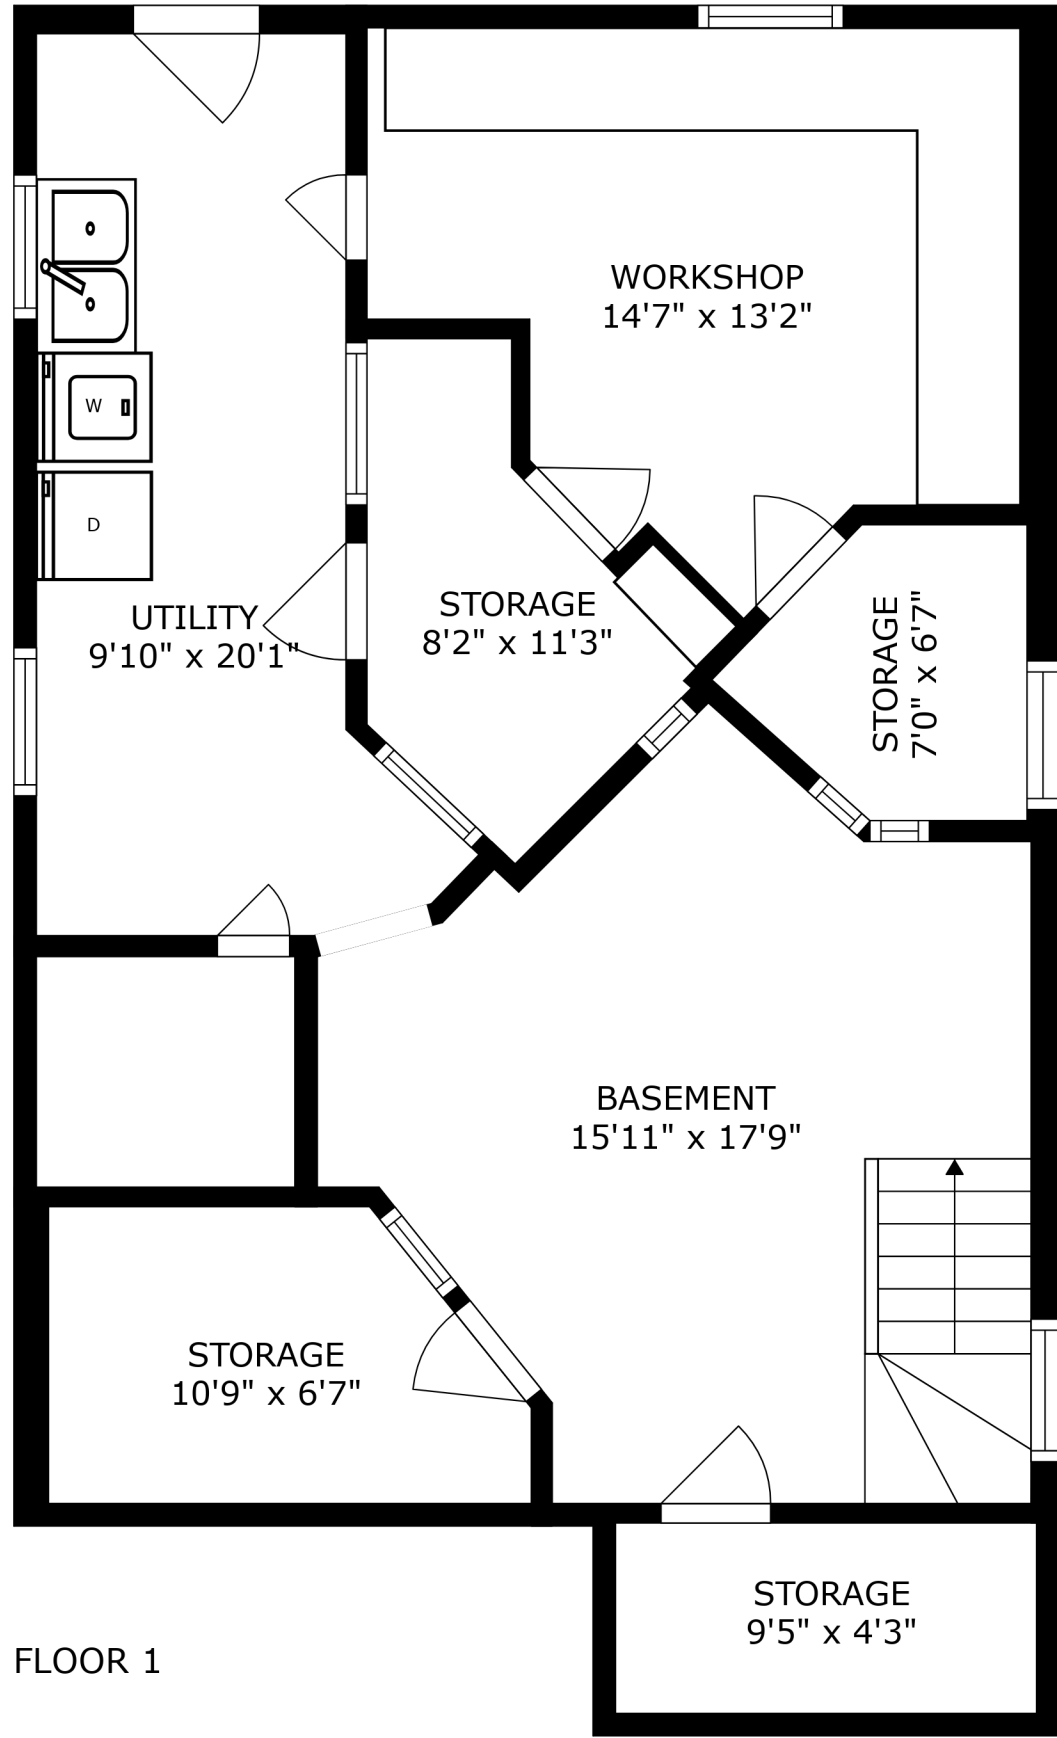 WORKSHOP
14'7" x 13'2"
W
D
UTILITY
9'10" x 20'1"
STORAGE
8'2" x 11'3"
STORAGE
7'0" x 6'7"
BASEMENT
15'11" x 17'9"
STORAGE
10'9" x 6'7"
STORAGE
9'5" x 4'3"
FLOOR 1